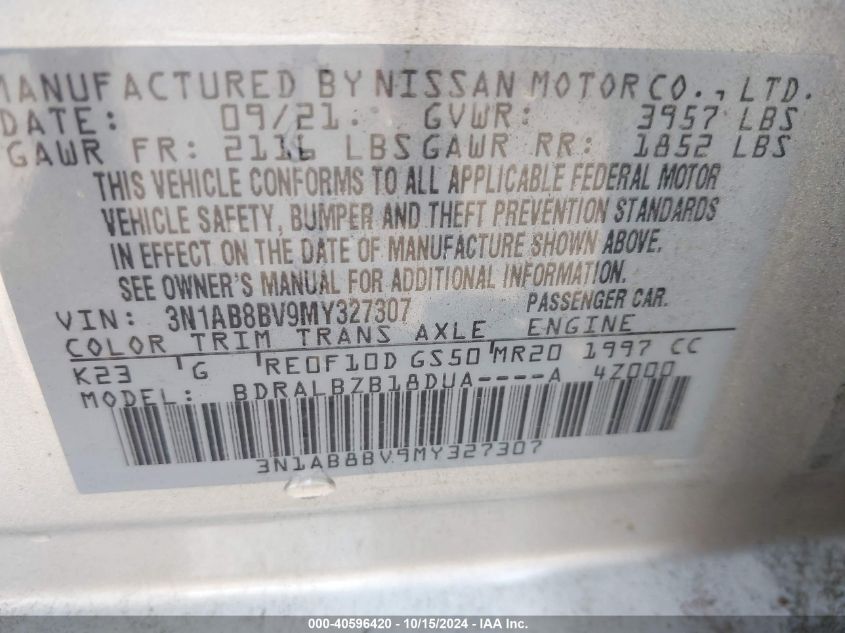 MANUFACTURED BY NISSAN MOTOR CO., LTD.
DATE: 09/21 GVWR: 3957 LBS
GAWR FR: 2116 LBS GAWR RR: 1852 LBS
THIS VEHICLE CONFORMS TO ALL APPLICABLE FEDERAL MOTOR
VEHICLE SAFETY, BUMPER AND THEFT PREVENTION STANDARDS
IN EFFECT ON THE DATE OF MANUFACTURE SHOWN ABOVE.
SEE OWNER'S MANUAL FOR ADDITIONAL INFORMATION.
VIN: 3N1AB8BV9MY327307 PASSENGER CAR.
COLOR TRIM TRANS AXLE ENGINE
K23 G RE0F10D GS50 MR20 1997 CC
MODEL: BDRALBZB18DUA----A 4Z000
3N1AB8BV9MY327307
000-40596420 - 10/15/2024 - IAA Inc.